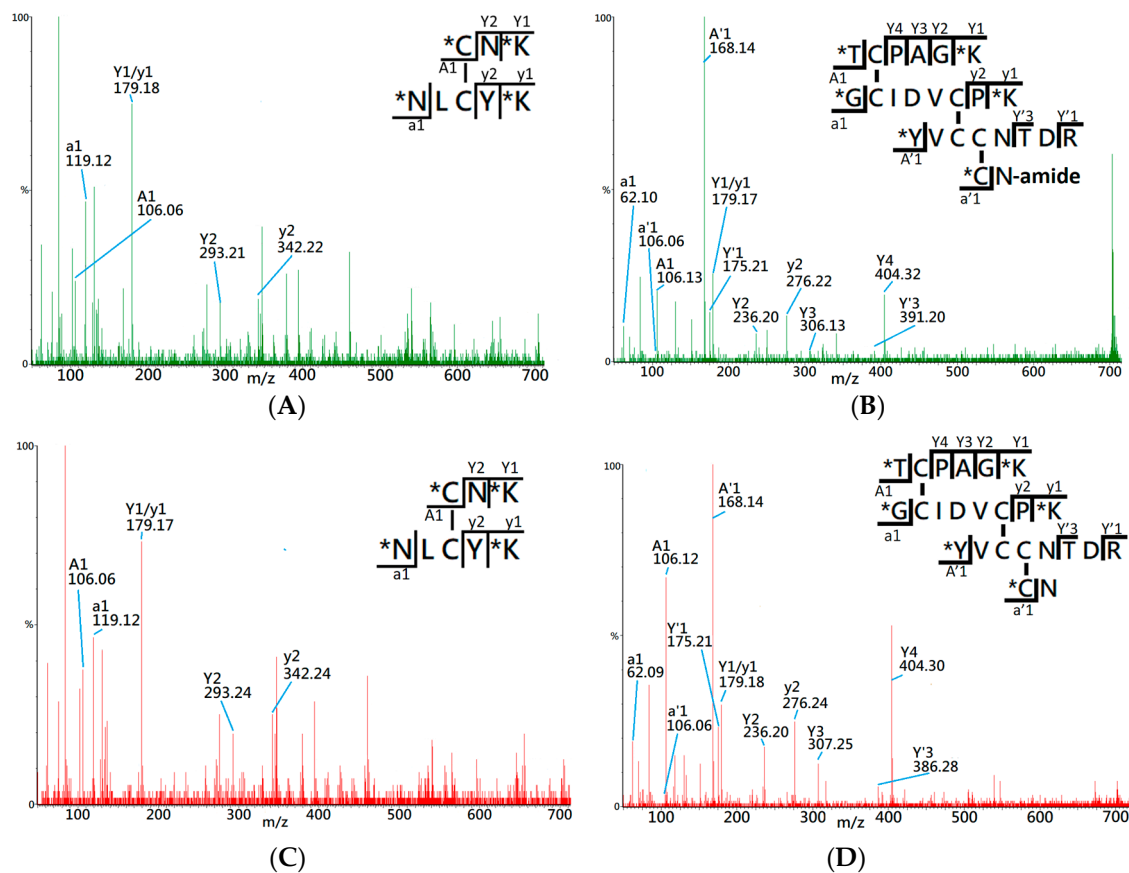 100
%
0
100
200
300
400
500
600
700
m/z
a1
119.12
A1
106.06
Y1/y1
179.18
Y2
293.21
y2
342.22
Y2 Y1
*C N *K
A1
y2 y1
*N L C Y *K
a1
(A)
100
%
0
100
200
300
400
500
600
700
m/z
A'1
168.14
a1
62.10
a'1
106.06
A1
106.13
Y1/y1
179.17
Y'1
175.21
Y2
236.20
y2
276.22
Y3
306.13
Y4
404.32
Y'3
391.20
Y4 Y3 Y2 Y1
*T C P A G *K
A1
y2 y1
*G C I D V C P *K
a1
Y'3 Y'1
*Y V C C N T D R
A'1
*C N-amide
a'1
(B)
100
%
0
100
200
300
400
500
600
700
m/z
Y1/y1
179.17
A1
106.06
a1
119.12
Y2
293.24
y2
342.24
Y2 Y1
*C N *K
A1
y2 y1
*N L C Y *K
a1
(C)
100
%
0
100
200
300
400
500
600
700
m/z
A'1
168.14
A1
106.12
Y'1
175.21
a1
62.09
Y1/y1
179.18
a'1
106.06
Y2
236.20
y2
276.24
Y3
307.25
Y4
404.30
Y'3
386.28
Y4 Y3 Y2 Y1
*T C P A G *K
A1
y2 y1
*G C I D V C P *K
a1
Y'3 Y'1
*Y V C C N T D R
A'1
*C N
a'1
(D)